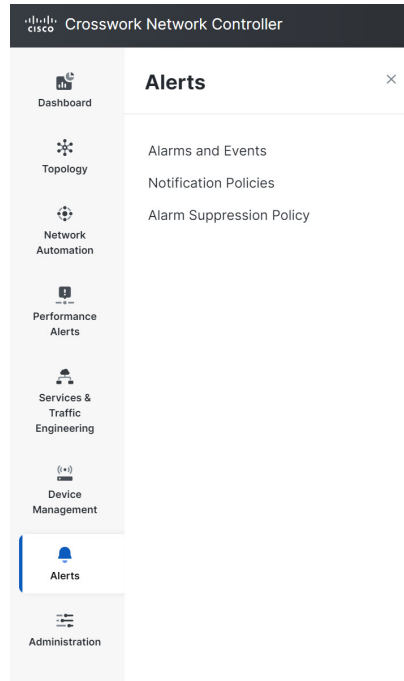 cisco Crosswork Network Controller
Dashboard
Topology
Network
Automation
Performance
Alerts
Services &
Traffic
Engineering
Device
Management
Alerts
Administration
Alerts
Alarms and Events
Notification Policies
Alarm Suppression Policy